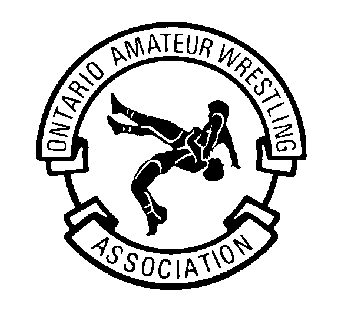 ONTARIO AMATEUR WRESTLING
ASSOCIATION